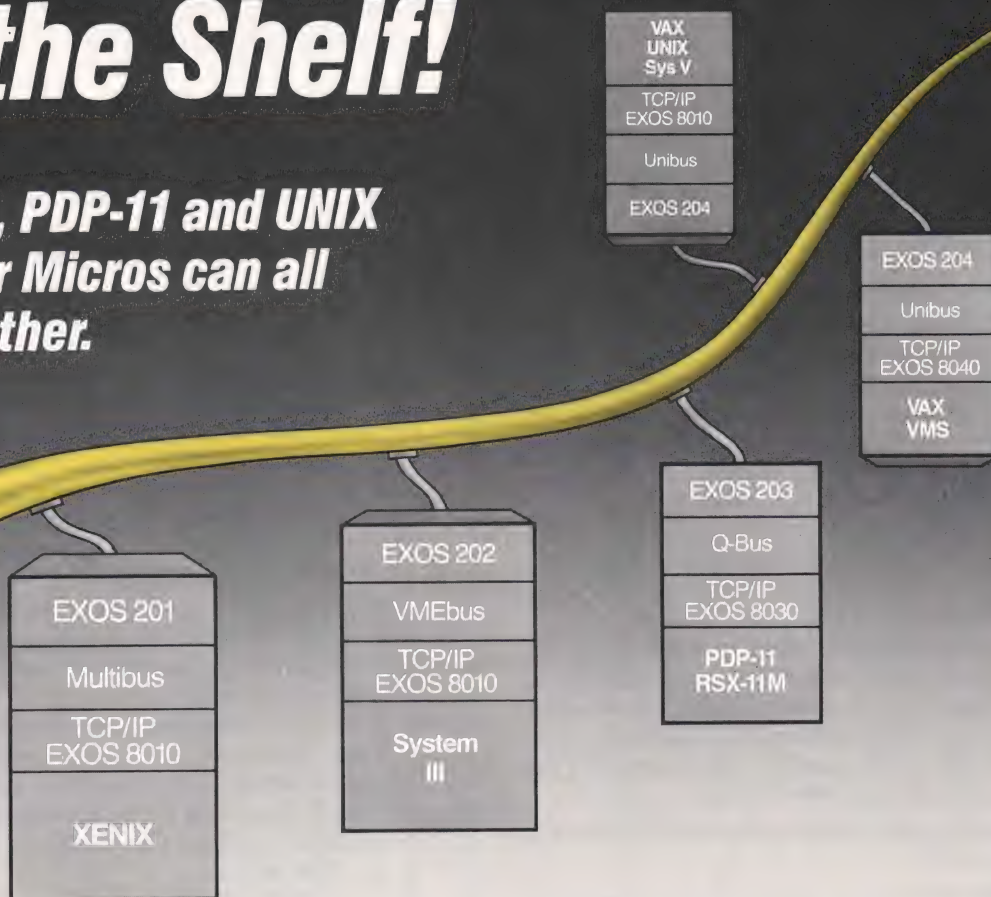 the Shelf!
, PDP-11 and UNIX
r Micros can all
ther.
VAX
UNIX
Sys V
TCP/IP
EXOS 8010
Unibus
EXOS 204
EXOS 204
Unibus
TCP/IP
EXOS 8040
VAX
VMS
EXOS 203
Q-Bus
TCP/IP
EXOS 8030
PDP-11
RSX-11M
EXOS 202
VMEbus
TCP/IP
EXOS 8010
System
III
EXOS 201
Multibus
TCP/IP
EXOS 8010
XENIX